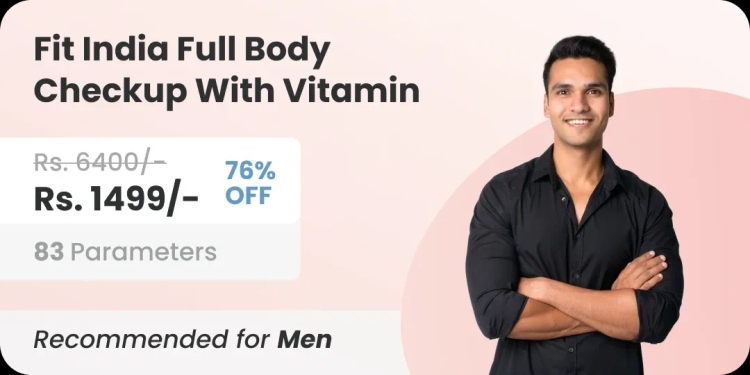 Fit India Full Body
Checkup With Vitamin
Rs. 6400/-
Rs. 1499/-
76%
OFF
83 Parameters
Recommended for Men